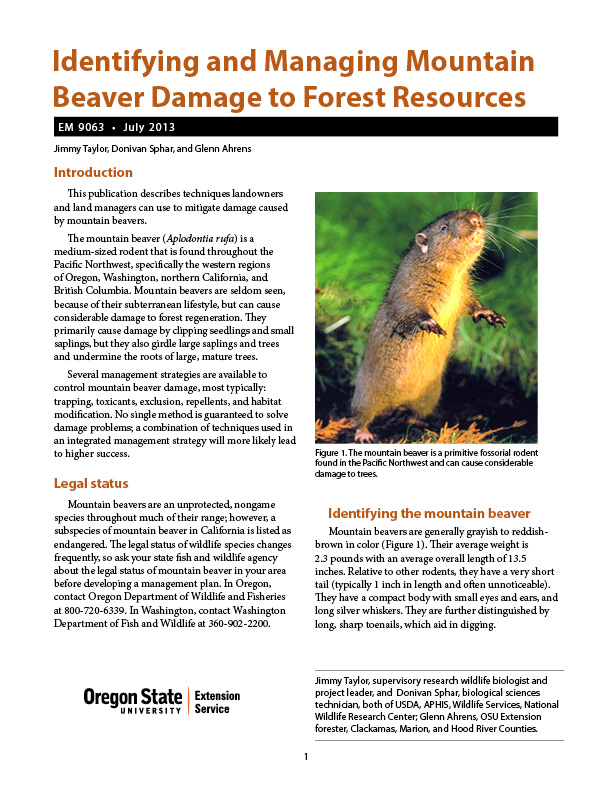 Identifying and Managing Mountain
Beaver Damage to Forest Resources
EM 9063 • July 2013
Jimmy Taylor, Donivan Sphar, and Glenn Ahrens
Introduction
This publication describes techniques landowners
and land managers can use to mitigate damage caused
by mountain beavers.
The mountain beaver (Aplodontia rufa) is a
medium-sized rodent that is found throughout the
Pacific Northwest, specifically the western regions
of Oregon, Washington, northern California, and
British Columbia. Mountain beavers are seldom seen,
because of their subterranean lifestyle, but can cause
considerable damage to forest regeneration. They
primarily cause damage by clipping seedlings and small
saplings, but they also girdle large saplings and trees
and undermine the roots of large, mature trees.
Several management strategies are available to
control mountain beaver damage, most typically:
trapping, toxicants, exclusion, repellents, and habitat
modification. No single method is guaranteed to solve
damage problems; a combination of techniques used in
an integrated management strategy will more likely lead
to higher success.
Legal status
Mountain beavers are an unprotected, nongame
species throughout much of their range; however, a
subspecies of mountain beaver in California is listed as
endangered. The legal status of wildlife species changes
frequently, so ask your state fish and wildlife agency
about the legal status of mountain beaver in your area
before developing a management plan. In Oregon,
contact Oregon Department of Wildlife and Fisheries
at 800-720-6339. In Washington, contact Washington
Department of Fish and Wildlife at 360-902-2200.
Figure 1. The mountain beaver is a primitive fossorial rodent
found in the Pacific Northwest and can cause considerable
damage to trees.
Identifying the mountain beaver
Mountain beavers are generally grayish to reddish-
brown in color (Figure 1). Their average weight is
2.3 pounds with an average overall length of 13.5
inches. Relative to other rodents, they have a very short
tail (typically 1 inch in length and often unnoticeable).
They have a compact body with small eyes and ears, and
long silver whiskers. They are further distinguished by
long, sharp toenails, which aid in digging.
Oregon State
UNIVERSITY
Extension
Service
Jimmy Taylor, supervisory research wildlife biologist and
project leader, and Donivan Sphar, biological sciences
technician, both of USDA, APHIS, Wildlife Services, National
Wildlife Research Center; Glenn Ahrens, OSU Extension
forester, Clackamas, Marion, and Hood River Counties.
1